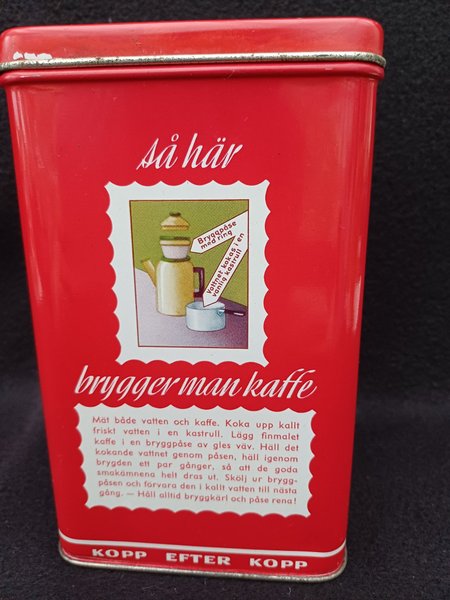 så här
Bryggpåse
med ring
Vattnet kokas i en
vanlig kastrull
brygger man kaffe
Mät både vatten och kaffe. Koka upp kallt
friskt vatten i en kastrull. Lägg finmalet
kaffe i en bryggpåse av gles väv. Häll det
kokande vattnet genom påsen, häll igenom
brygden ett par gånger, så att de goda
smakämnena helt dras ut. Skölj ur brygg-
påsen och förvara den i kallt vatten till nästa
gång. — Håll alltid bryggkärl och påse rena!
KOPP EFTER KOPP